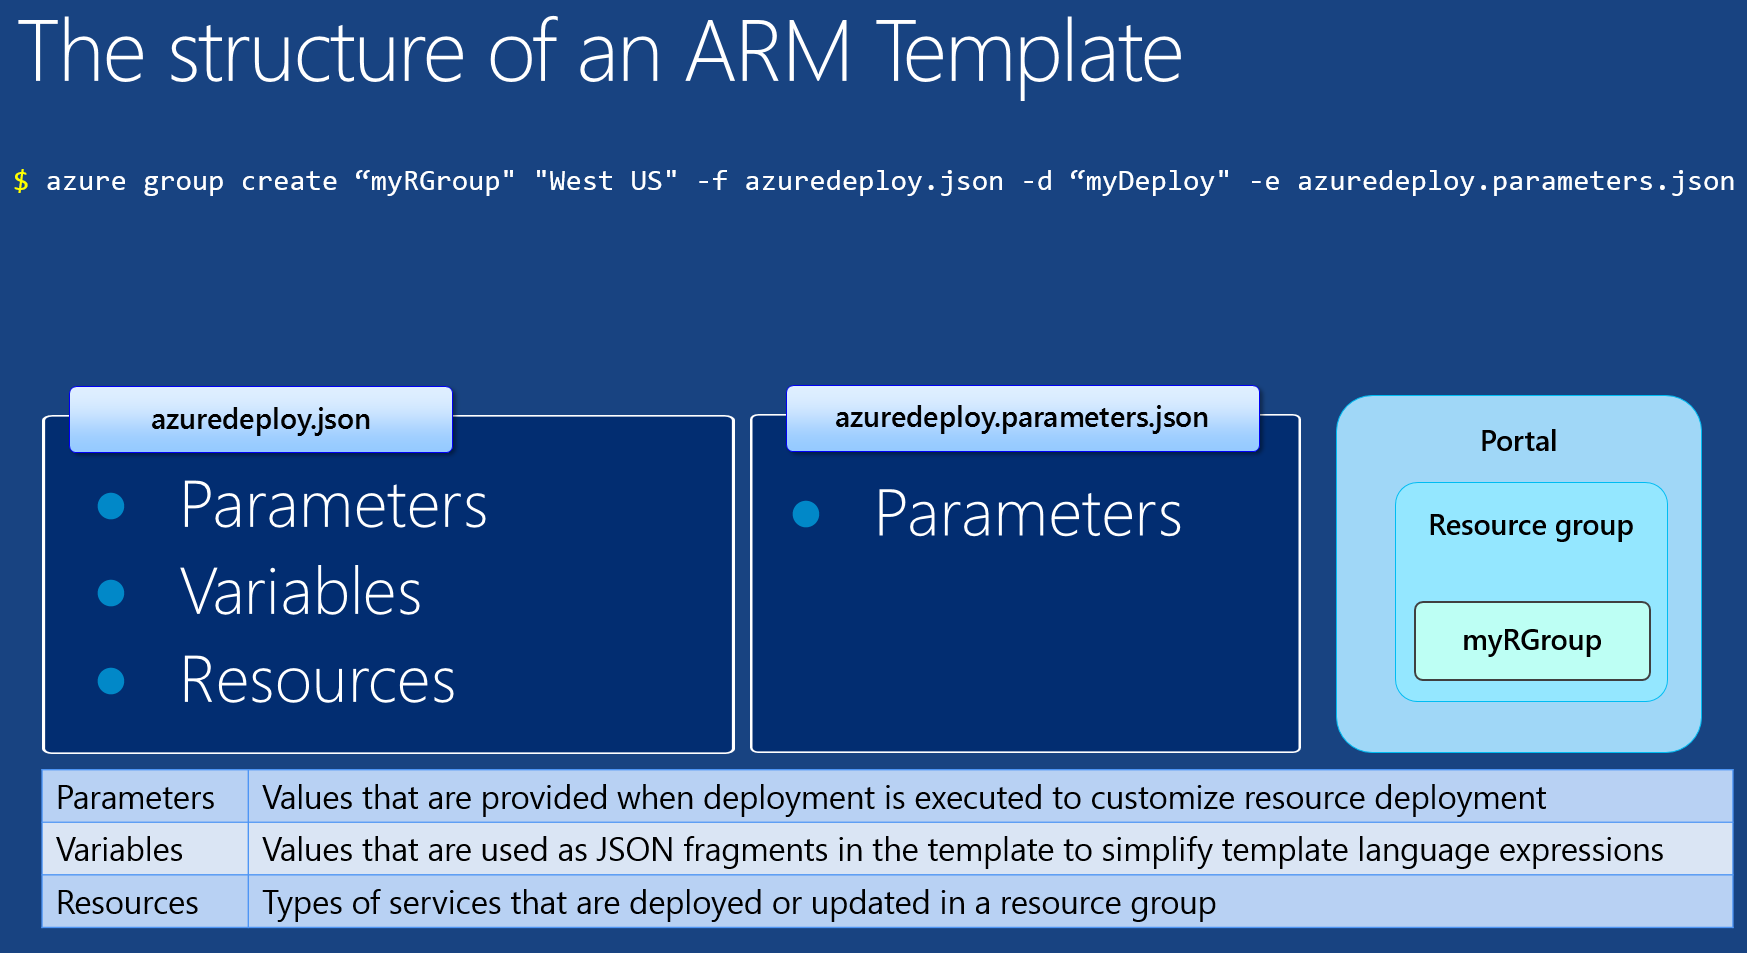 The structure of an ARM Template
$ azure group create “myRGroup" "West US" -f azuredeploy.json -d “myDeploy" -e azuredeploy.parameters.json
azuredeploy.json
Parameters
Variables
Resources
azuredeploy.parameters.json
Parameters
Portal
Resource group
myRGroup
Parameters Values that are provided when deployment is executed to customize resource deployment
Variables Values that are used as JSON fragments in the template to simplify template language expressions
Resources Types of services that are deployed or updated in a resource group